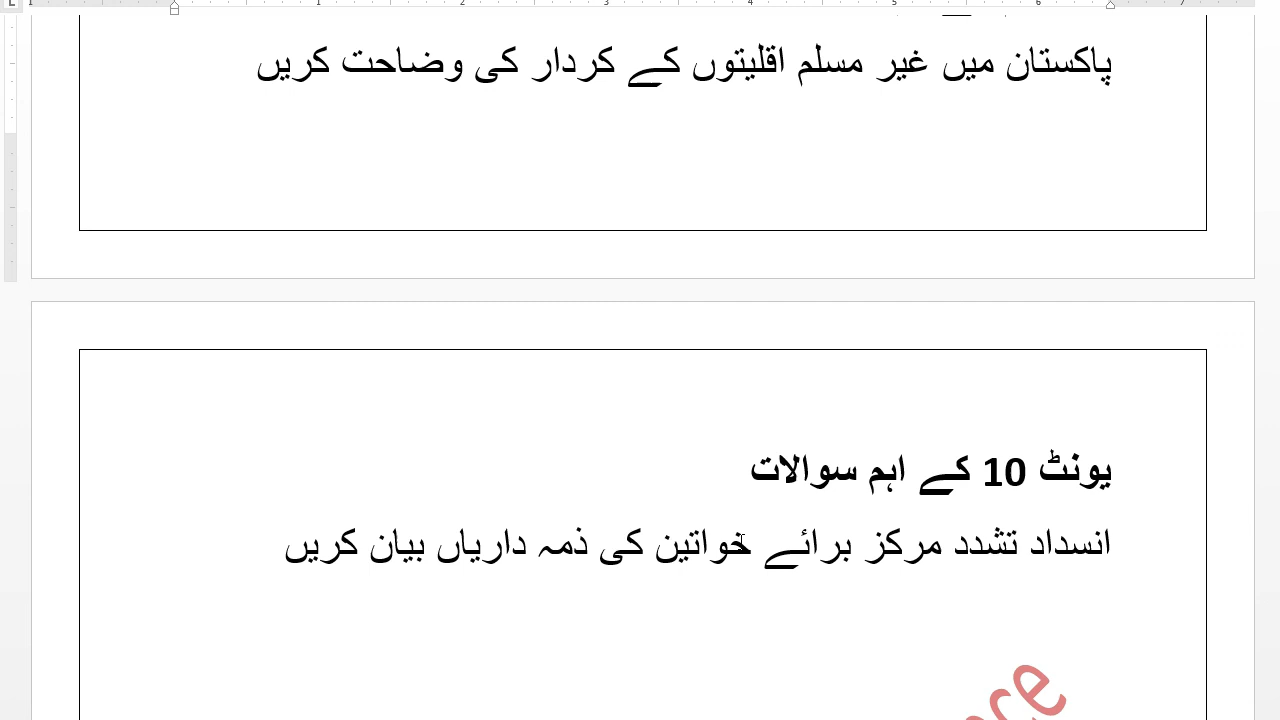 پاکستان میں غیر مسلم اقلیتوں کے کردار کی وضاحت کریں
یونٹ 10 کے اہم سوالات
انسداد تشدد مرکز برائے خواتین کی ذمہ داریاں بیان کریں